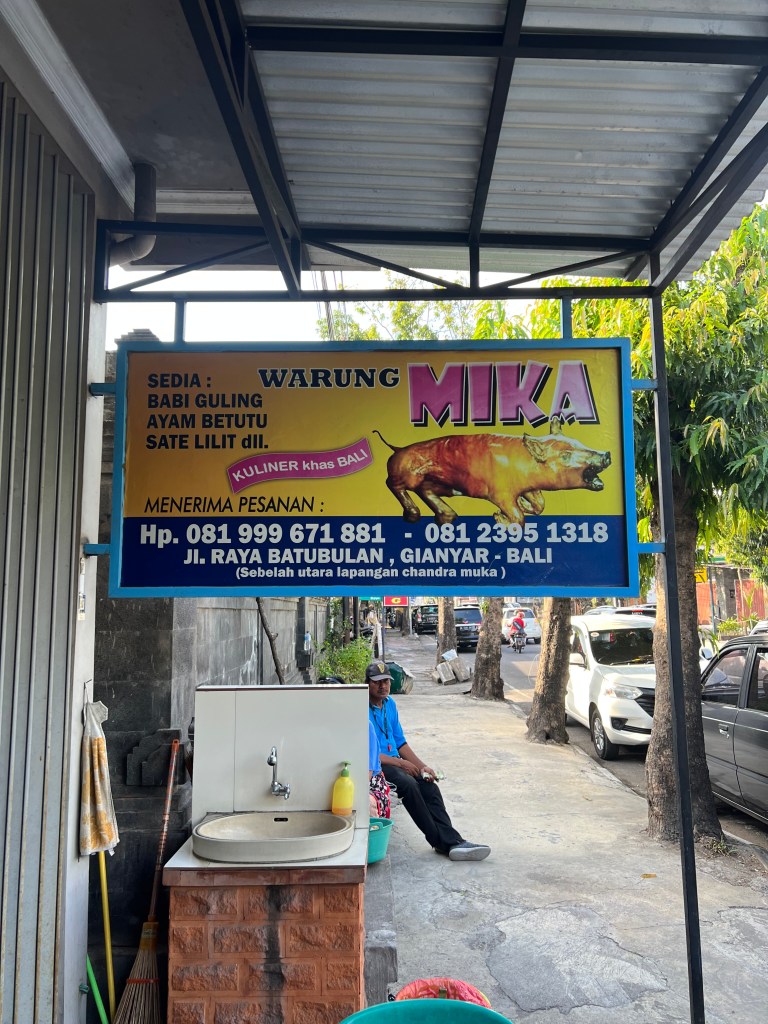 SEDIA :
BABI GULING
AYAM BETUTU
SATE LILIT dll.
WARUNG MIKA
KULINER khas BALI
MENERIMA PESANAN :
Hp. 081 999 671 881 - 081 2395 1318
Jl. RAYA BATUBULAN , GIANYAR - BALI
(Sebelah utara lapangan chandra muka )